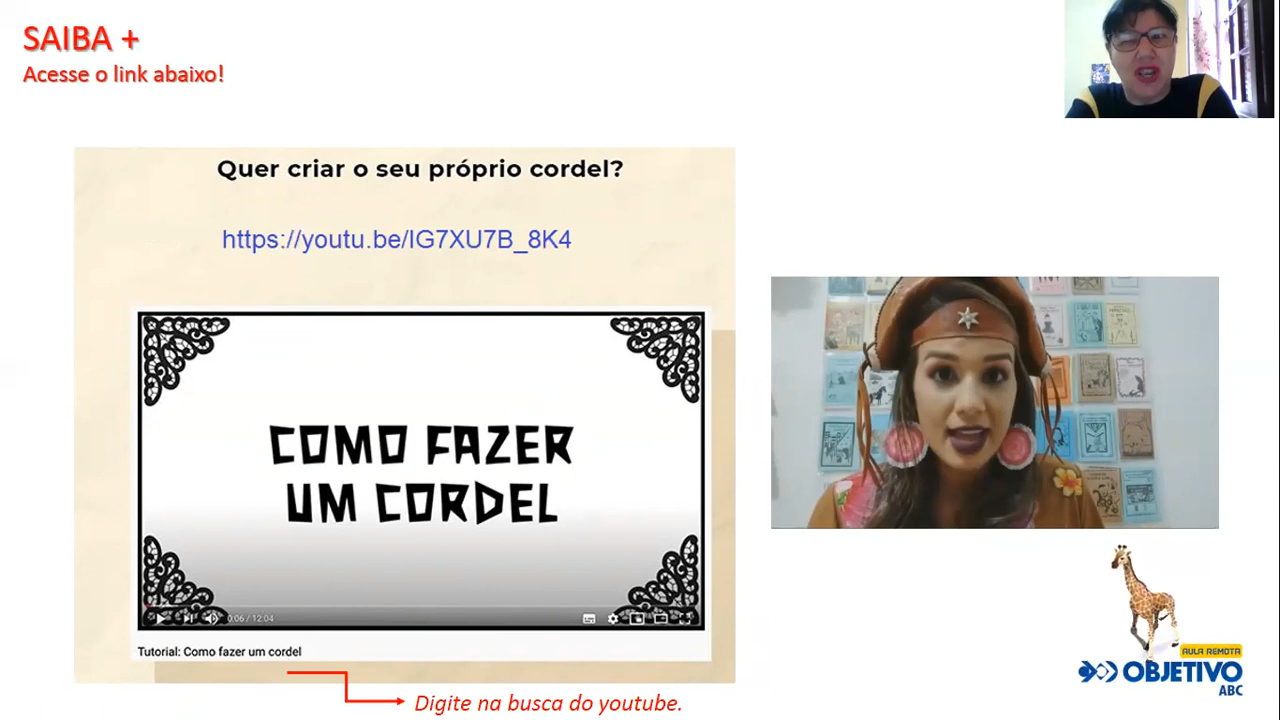 SAIBA +
Acesse o link abaixo!
Quer criar o seu próprio cordel?
https://youtu.be/IG7XU7B_8K4
COMO FAZER
UM CORDEL
0:06 / 12:04
Tutorial: Como fazer um cordel
Digite na busca do youtube.
AULA REMOTA
OBJETIVO
ABC